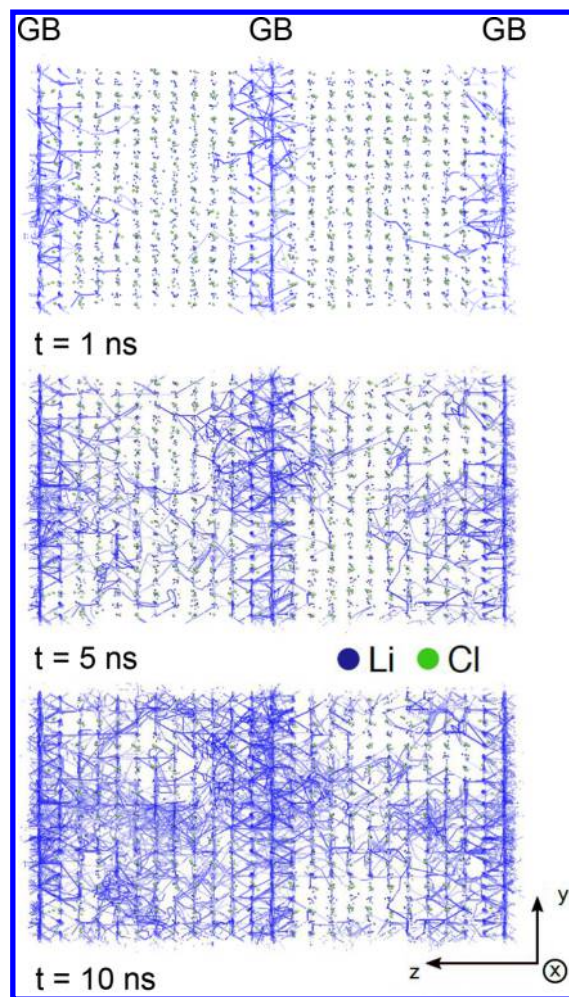 GB GB GB
t = 1 ns
t = 5 ns
Li Cl
t = 10 ns
y
z x